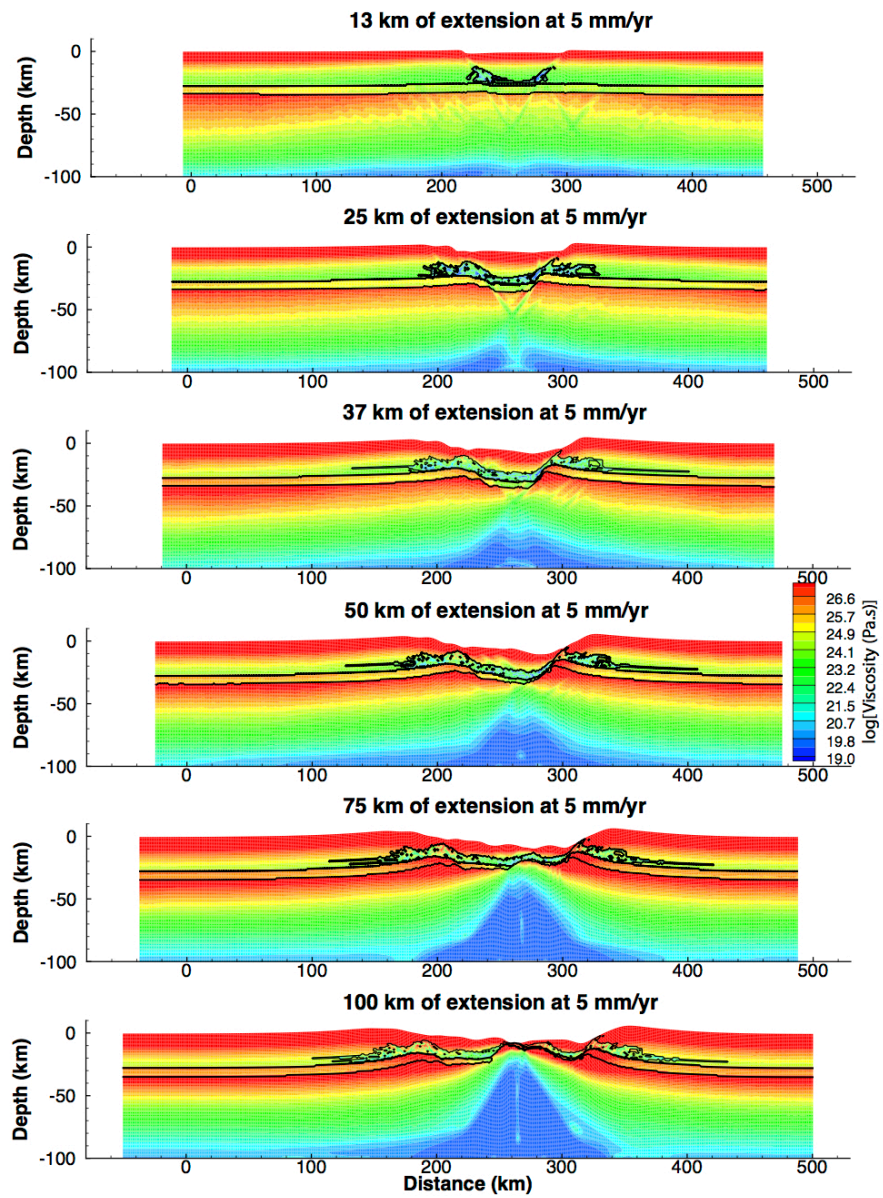 13 km of extension at 5 mm/yr
Depth (km)
0
-50
-100
0 100 200 300 400 500
25 km of extension at 5 mm/yr
Depth (km)
0
-50
-100
0 100 200 300 400 500
37 km of extension at 5 mm/yr
Depth (km)
0
-50
-100
0 100 200 300 400 500
50 km of extension at 5 mm/yr
Depth (km)
0
-50
-100
0 100 200 300 400 500
26.6
25.7
24.9
24.1
23.2
22.4
21.5
20.7
19.8
19.0
log[Viscosity (Pa.s)]
75 km of extension at 5 mm/yr
Depth (km)
0
-50
-100
0 100 200 300 400 500
100 km of extension at 5 mm/yr
Depth (km)
0
-50
-100
0 100 200 300 400 500
Distance (km)